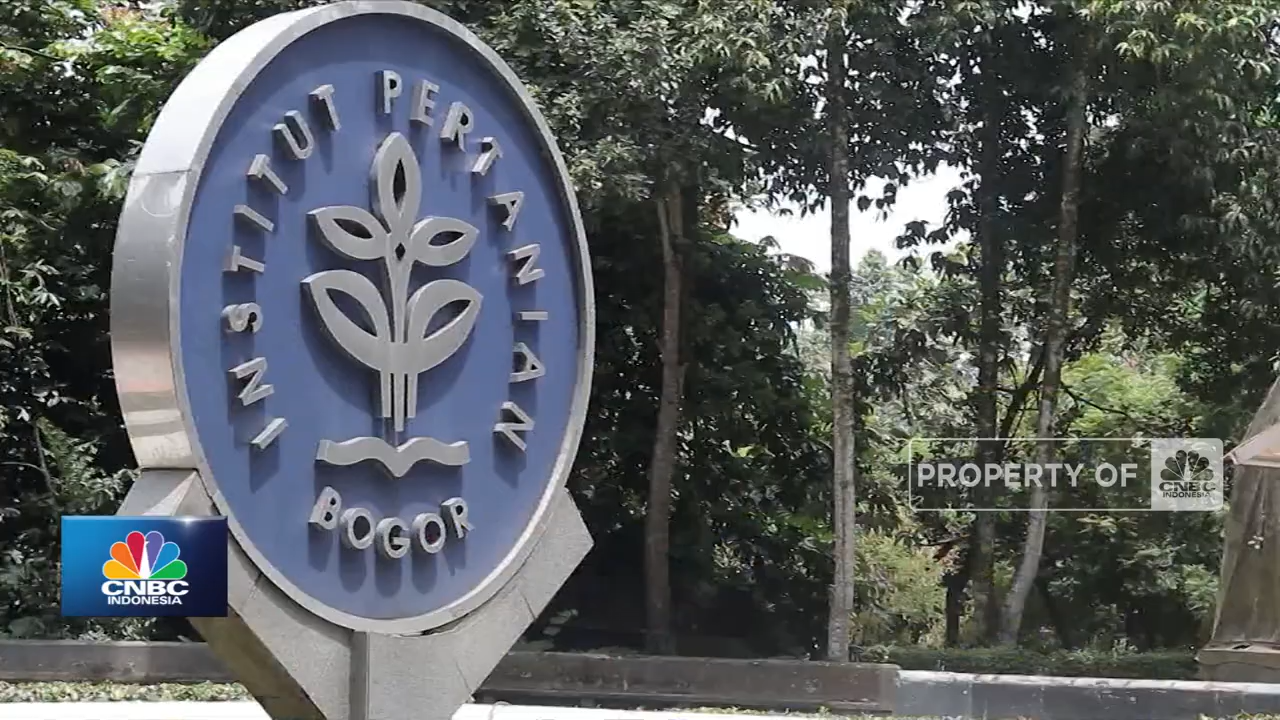 INSTITUT PERTANIAN
BOGOR
PROPERTY OF
CNBC
INDONESIA
CNBC
INDONESIA